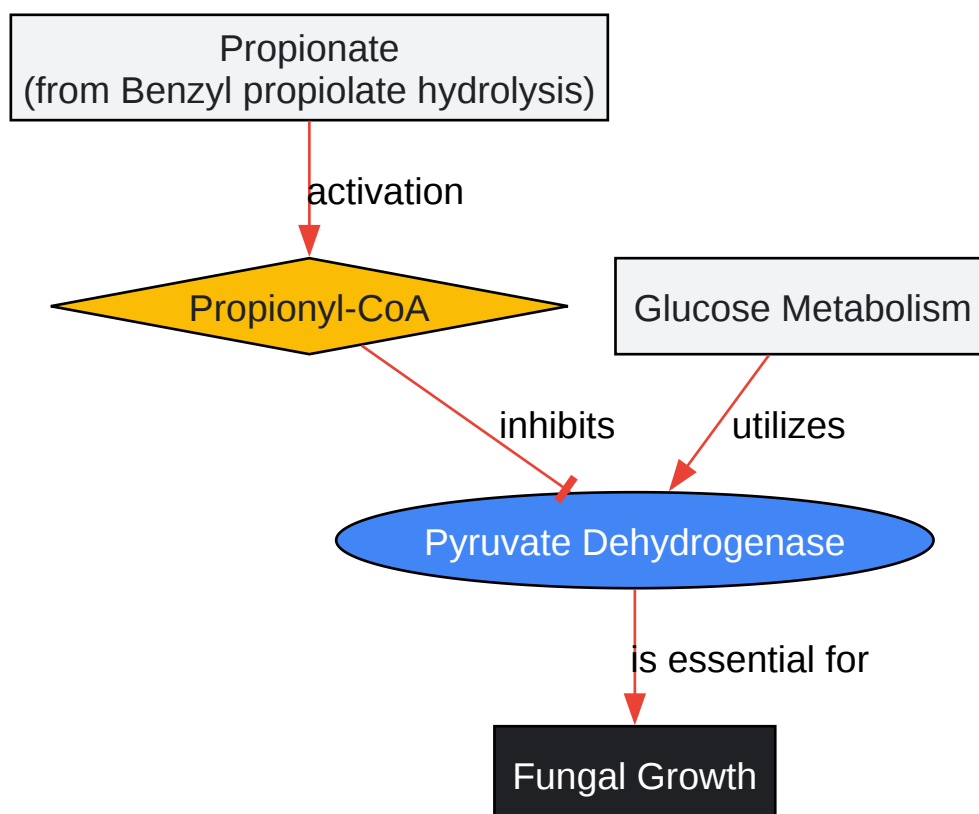 Propionate
(from Benzyl propiolate hydrolysis)
activation
Propionyl-CoA
Glucose Metabolism
inhibits
utilizes
Pyruvate Dehydrogenase
is essential for
Fungal Growth